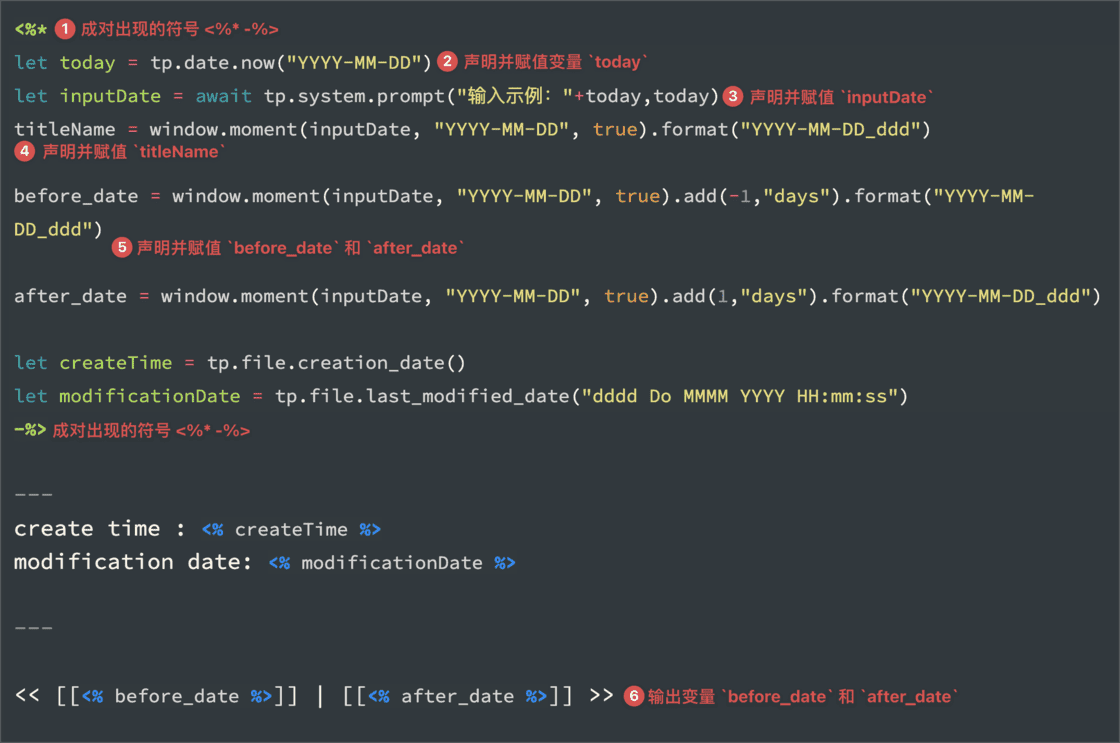 <%* 1 成对出现的符号 <%* -%>
let today = tp.date.now("YYYY-MM-DD") 2 声明并赋值变量 `today`
let inputDate = await tp.system.prompt("输入示例："+today,today) 3 声明并赋值 `inputDate`
titleName = window.moment(inputDate, "YYYY-MM-DD", true).format("YYYY-MM-DD_ddd")
4 声明并赋值 `titleName`
before_date = window.moment(inputDate, "YYYY-MM-DD", true).add(-1,"days").format("YYYY-MM-
DD_ddd")
5 声明并赋值 `before_date` 和 `after_date`
after_date = window.moment(inputDate, "YYYY-MM-DD", true).add(1,"days").format("YYYY-MM-DD_ddd")
let createTime = tp.file.creation_date()
let modificationDate = tp.file.last_modified_date("dddd Do MMMM YYYY HH:mm:ss")
-%> 成对出现的符号 <%* -%>
---
create time : <% createTime %>
modification date: <% modificationDate %>
---
<< [[<% before_date %>]] | [[<% after_date %>]] >> 6 输出变量 `before_date` 和 `after_date`